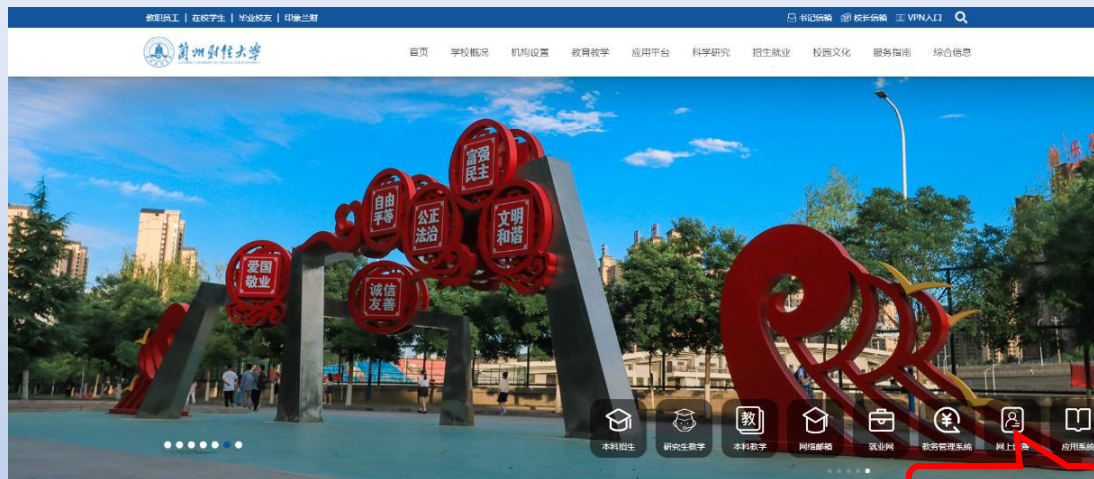 教职员工 | 在校学生 | 毕业校友 | 印象兰财
书记信箱 校长信箱 VPN入口
蘭州財經大學
首页 学校概况 机构设置 教育教学 应用平台 科学研究 招生就业 校园文化 服务指南 综合信息
富强
民主
自由
平等
公正
法治
文明
和谐
爱国
敬业
诚信
友善
教
本科招生 研究生教学 本科教学 网络邮箱 就业网 教务管理系统 网上 应用系统